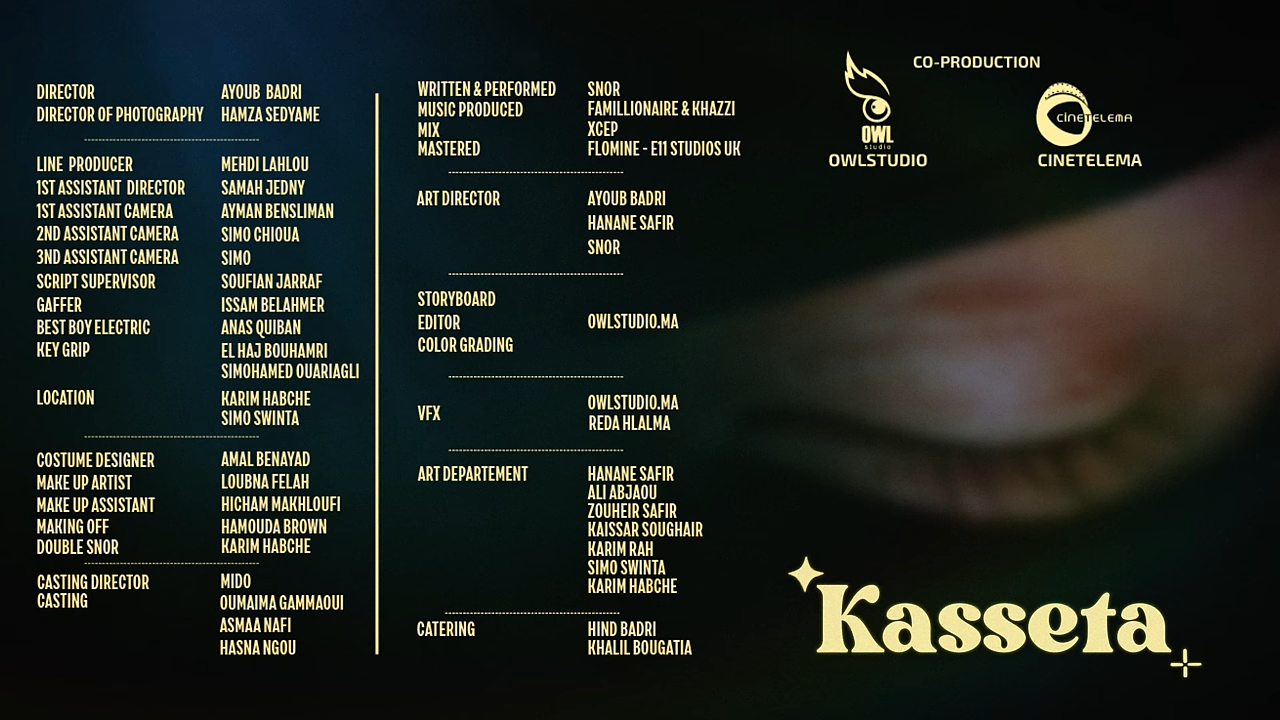 DIRECTOR AYOUB BADRI
DIRECTOR OF PHOTOGRAPHY HAMZA SEDYAME
LINE PRODUCER MEHDI LAHLOU
1ST ASSISTANT DIRECTOR SAMAH JEDNY
1ST ASSISTANT CAMERA AYMAN BENSLIMAN
2ND ASSISTANT CAMERA SIMO CHIOUA
3ND ASSISTANT CAMERA SIMO
SCRIPT SUPERVISOR SOUFIAN JARRAF
GAFFER ISSAM BELAHMER
BEST BOY ELECTRIC ANAS QUIBAN
KEY GRIP EL HAJ BOUHAMRI
SIMOHAMED OUARIAGLI
LOCATION KARIM HABCHE
SIMO SWINTA
COSTUME DESIGNER AMAL BENAYAD
MAKE UP ARTIST LOUBNA FELAH
MAKE UP ASSISTANT HICHAM MAKHLOUFI
MAKING OFF HAMOUDA BROWN
DOUBLE SNOR KARIM HABCHE
CASTING DIRECTOR MIDO
CASTING OUMAIMA GAMMAOUI
ASMAA NAFI
HASNA NGOU
WRITTEN & PERFORMED SNOR
MUSIC PRODUCED FAMILLIONAIRE & KHAZZI
MIX XCEP
MASTERED FLOMINE - E11 STUDIOS UK
ART DIRECTOR AYOUB BADRI
HANANE SAFIR
SNOR
STORYBOARD
EDITOR OWLSTUDIO.MA
COLOR GRADING
VFX OWLSTUDIO.MA
REDA HLALMA
ART DEPARTEMENT HANANE SAFIR
ALI ABJAOU
ZOUHEIR SAFIR
KAISSAR SOUGHAIR
KARIM RAH
SIMO SWINTA
KARIM HABCHE
CATERING HIND BADRI
KHALIL BOUGATIA
CO-PRODUCTION
OWL
studio
OWLSTUDIO
CINETELEMA
CINETELEMA
Kasseta